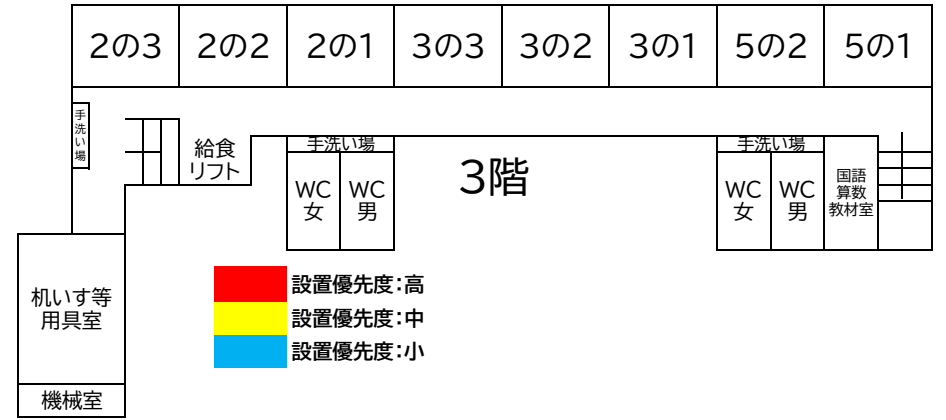 2の3
2の2
2の1
3の3
3の2
3の1
5の2
5の1
手洗い場
給食
リフト
手洗い場
WC
女
WC
男
3階
手洗い場
WC
女
WC
男
国語
算数
教材室
机いす等
用具室
機械室
設置優先度：高
設置優先度：中
設置優先度：小